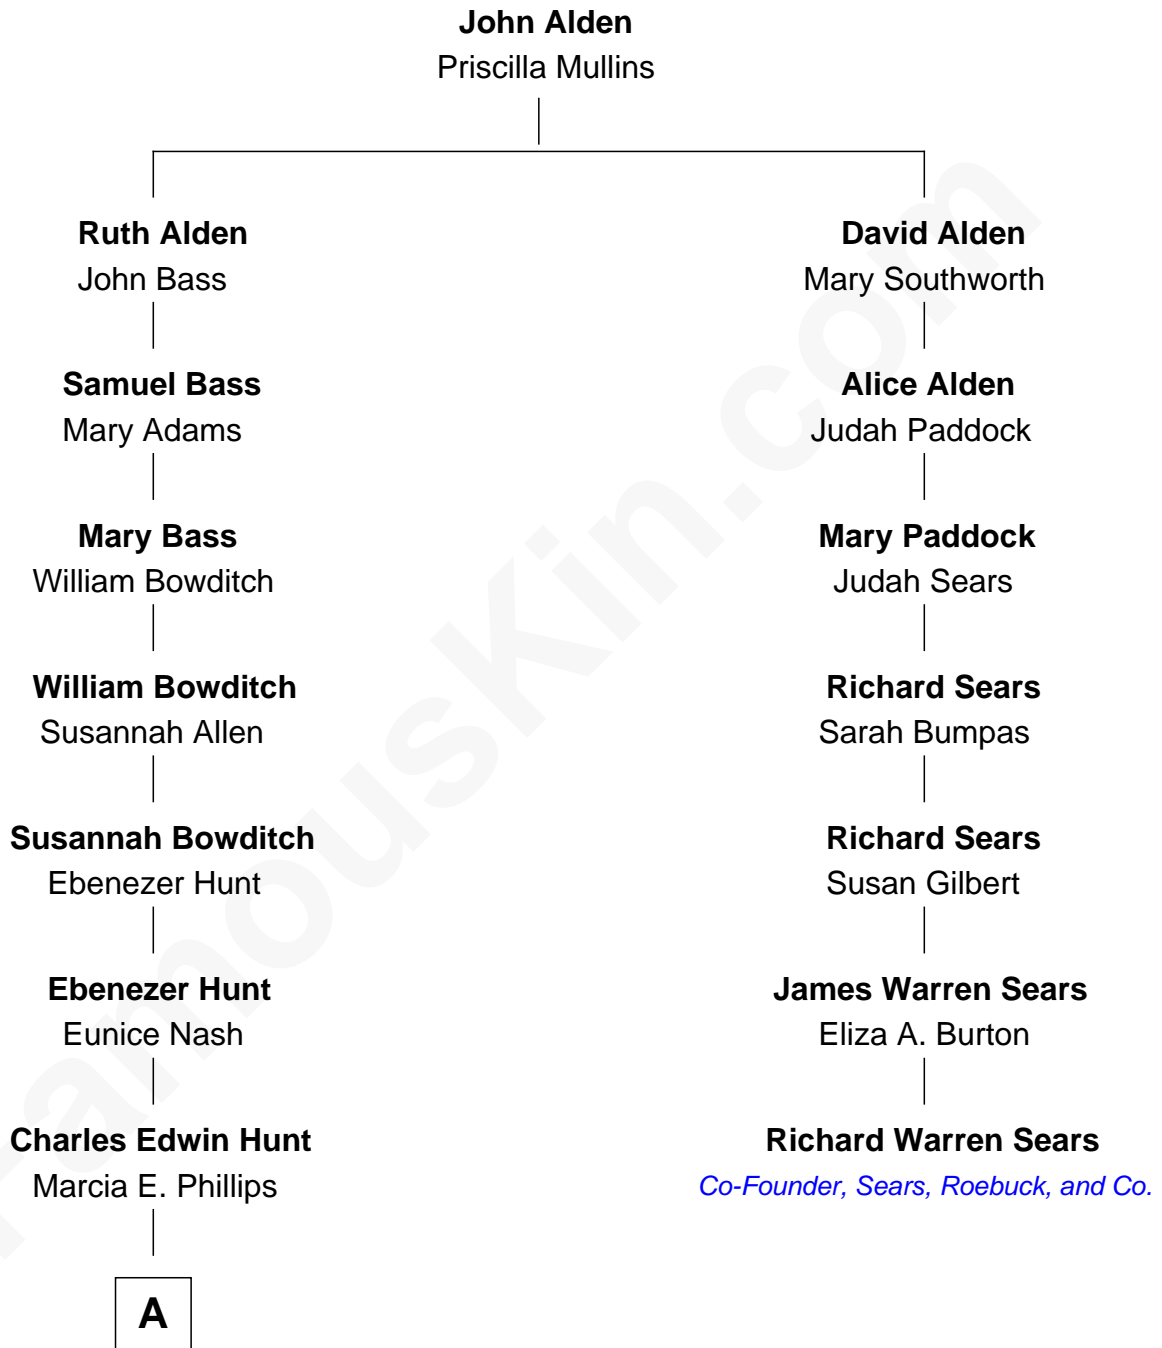 John Alden
Priscilla Mullins
Ruth Alden
John Bass
David Alden
Mary Southworth
Samuel Bass
Mary Adams
Alice Alden
Judah Paddock
Mary Bass
William Bowditch
Mary Paddock
Judah Sears
William Bowditch
Susannah Allen
Richard Sears
Sarah Bumpas
Susannah Bowditch
Ebenezer Hunt
Richard Sears
Susan Gilbert
Ebenezer Hunt
Eunice Nash
James Warren Sears
Eliza A. Burton
Charles Edwin Hunt
Marcia E. Phillips
Richard Warren Sears
Co-Founder, Sears, Roebuck, and Co.
A
FamousKin.com